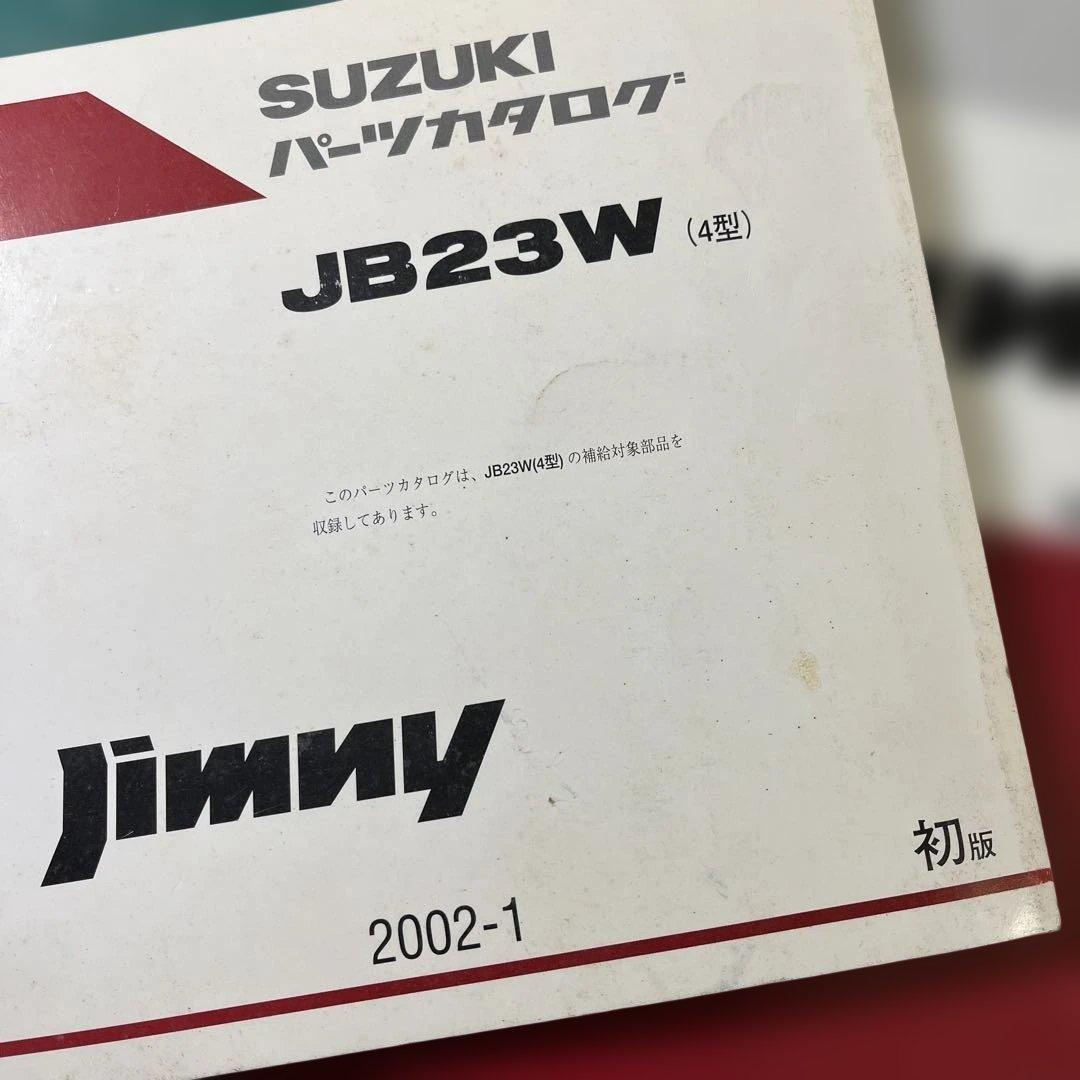 SUZUKI
パーツカタログ
JB23W (4型)
このパーツカタログは、JB23W(4型) の補給対象部品を
収録してあります。
Jimny
初版
2002-1